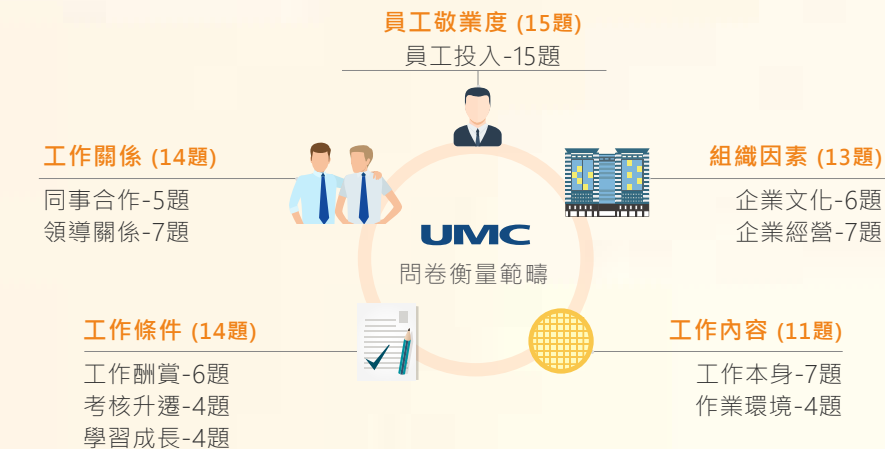 員工敬業度 (15題)
員工投入-15題
工作關係 (14題)
同事合作-5題
領導關係-7題
組織因素 (13題)
企業文化-6題
企業經營-7題
UMC
問卷衡量範疇
工作條件 (14題)
工作酬賞-6題
考核升遷-4題
學習成長-4題
工作內容 (11題)
工作本身-7題
作業環境-4題